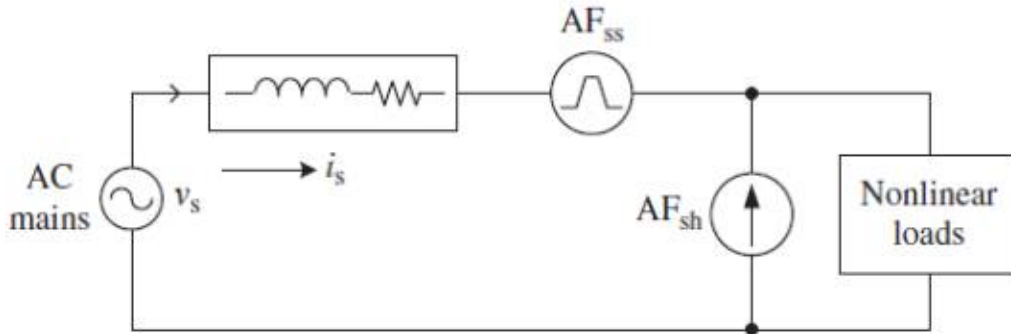 AF_ss
AC
mains
v_s
i_s
AF_sh
Nonlinear
loads